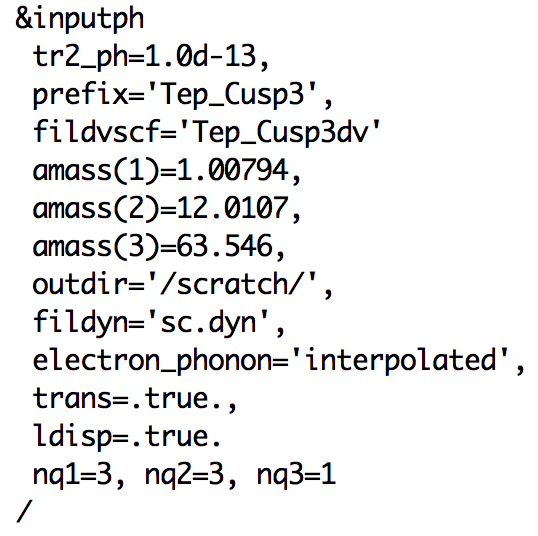 &inputph
tr2_ph=1.0d-13,
prefix='Tep_Cusp3',
fildvscf='Tep_Cusp3dv'
amass(1)=1.00794,
amass(2)=12.0107,
amass(3)=63.546,
outdir='/scratch/',
fildyn='sc.dyn',
electron_phonon='interpolated',
trans=.true.,
ldisp=.true.
nq1=3, nq2=3, nq3=1
/